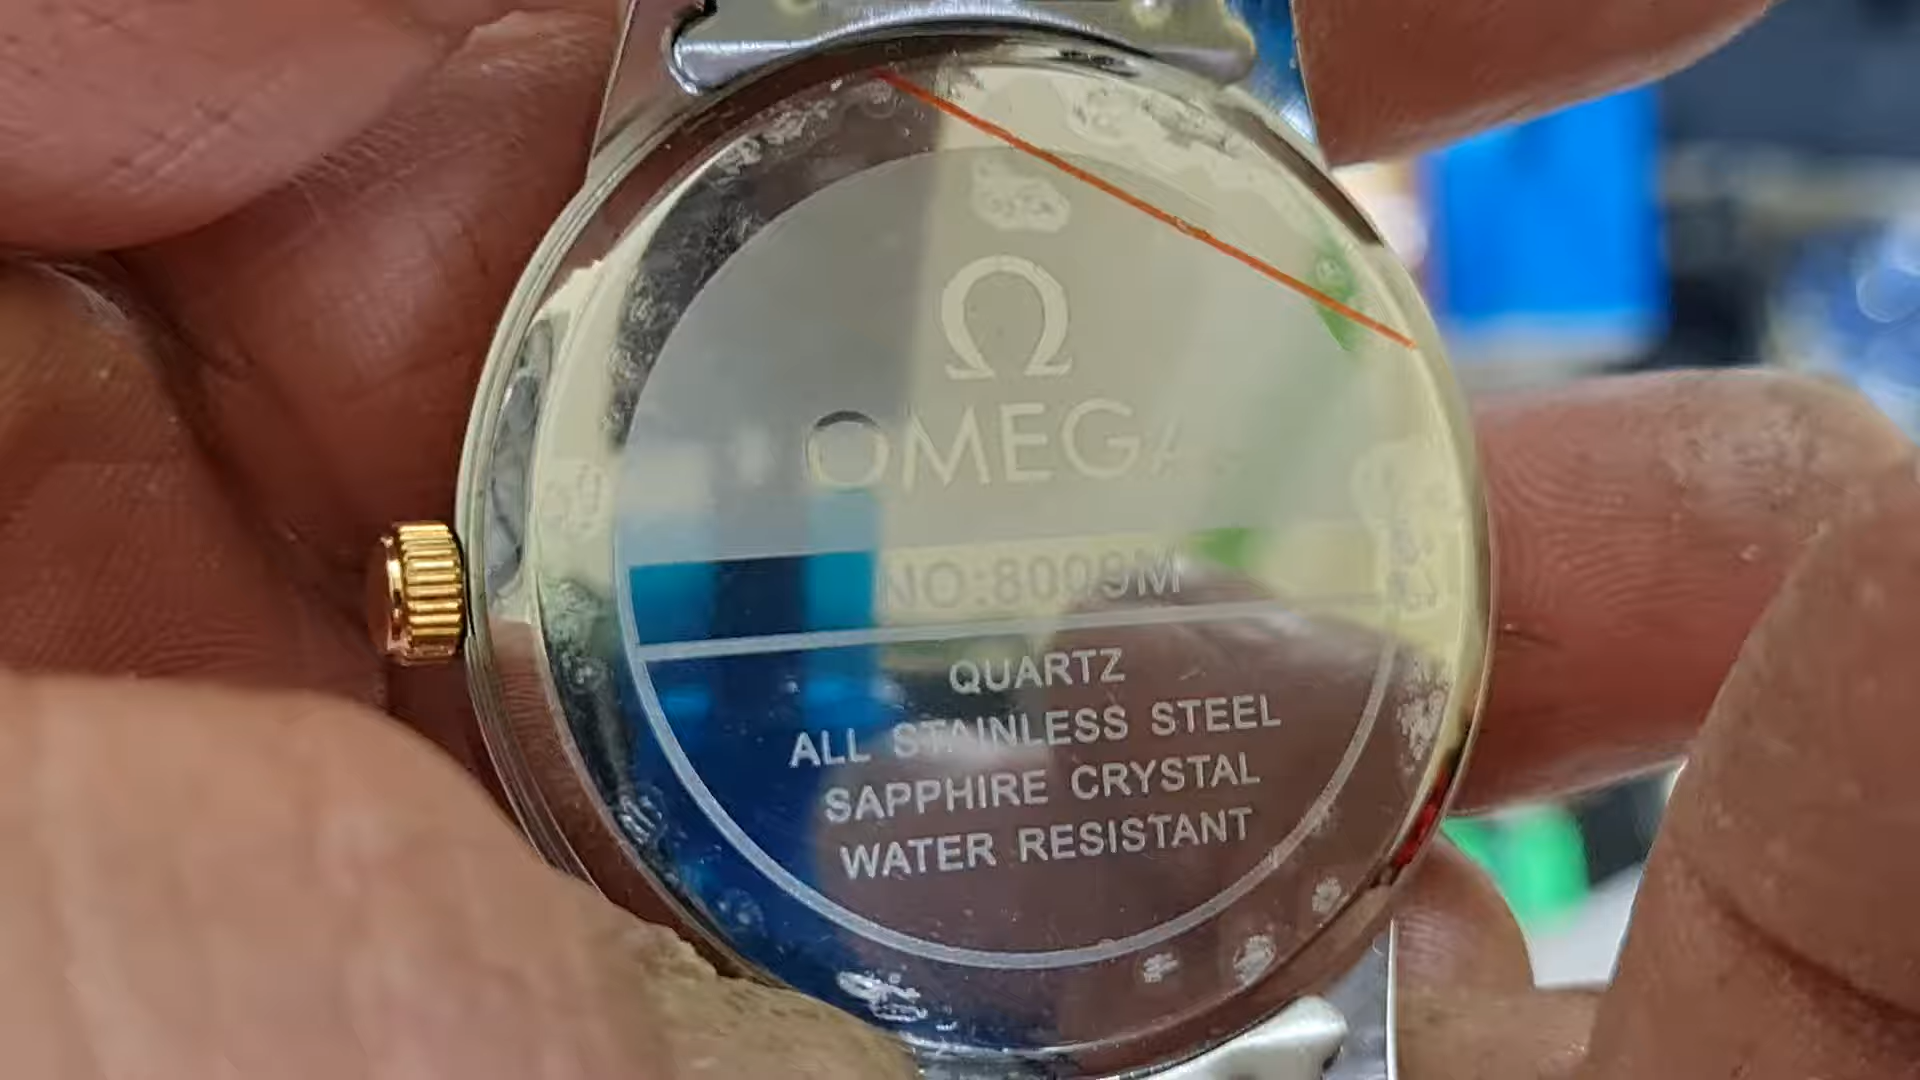 Ω
OMEGA
NO:8009M
QUARTZ
ALL STAINLESS STEEL
SAPPHIRE CRYSTAL
WATER RESISTANT